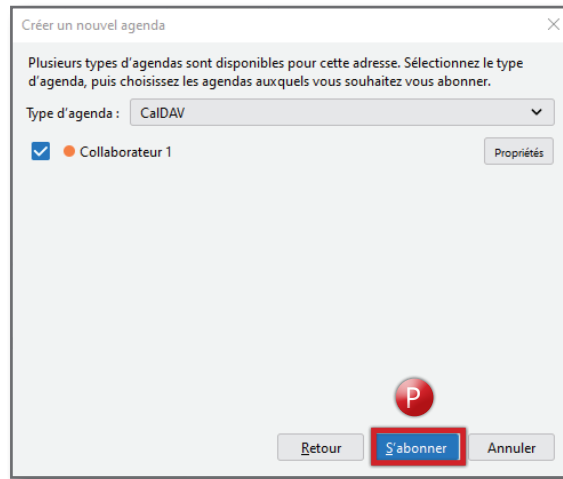 Créer un nouvel agenda
Plusieurs types d'agendas sont disponibles pour cette adresse. Sélectionnez le type
d'agenda, puis choisissez les agendas auxquels vous souhaitez vous abonner.
Type d'agenda : CalDAV
Collaborateur 1 Propriétés
P
Retour S'abonner Annuler